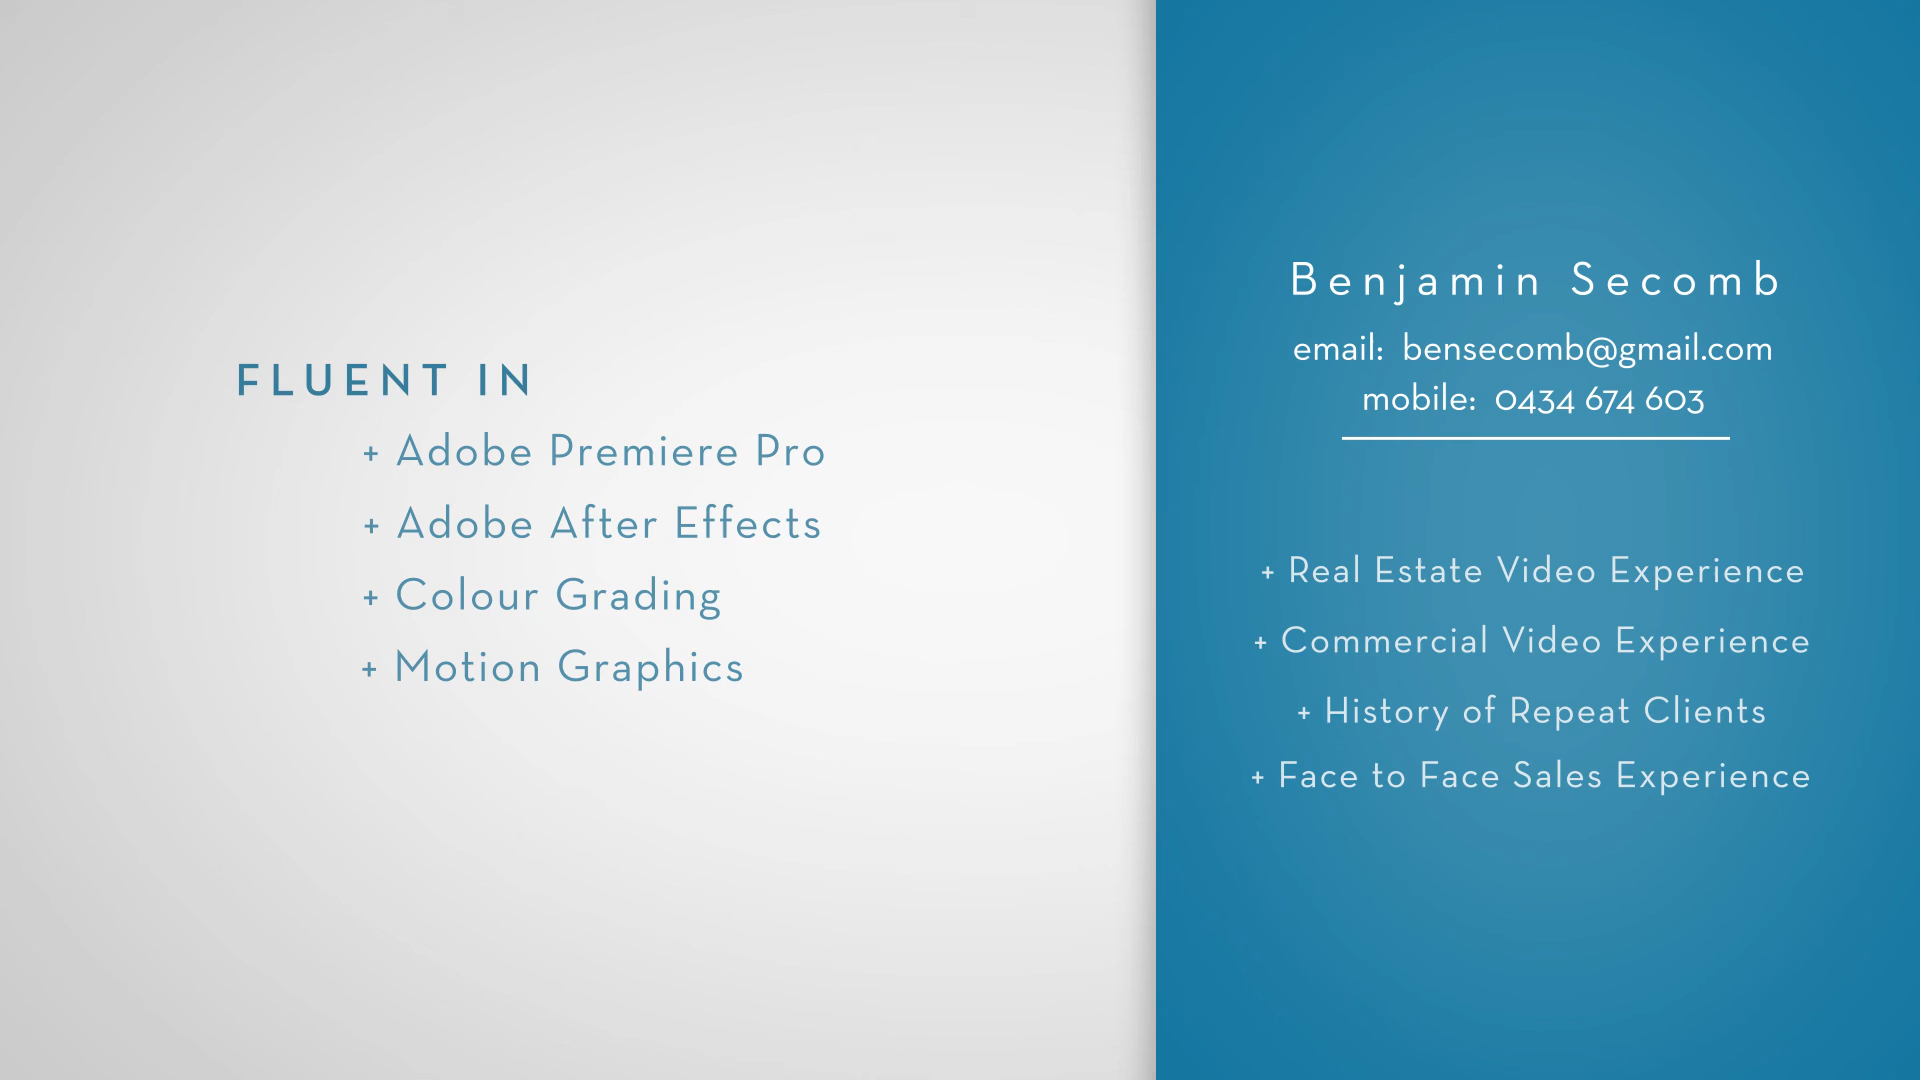 FLUENT IN
+ Adobe Premiere Pro
+ Adobe After Effects
+ Colour Grading
+ Motion Graphics
Benjamin Secomb
email: bensecomb@gmail.com
mobile: 0434 674 603
+ Real Estate Video Experience
+ Commercial Video Experience
+ History of Repeat Clients
+ Face to Face Sales Experience